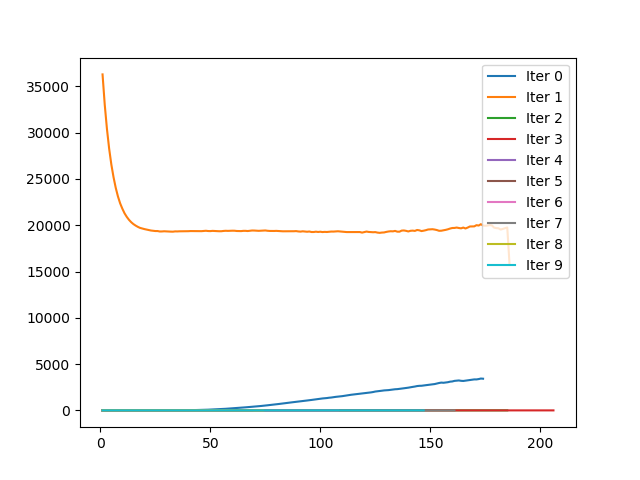 35000
30000
25000
20000
15000
10000
5000
0
0 50 100 150 200
Iter 0
Iter 1
Iter 2
Iter 3
Iter 4
Iter 5
Iter 6
Iter 7
Iter 8
Iter 9